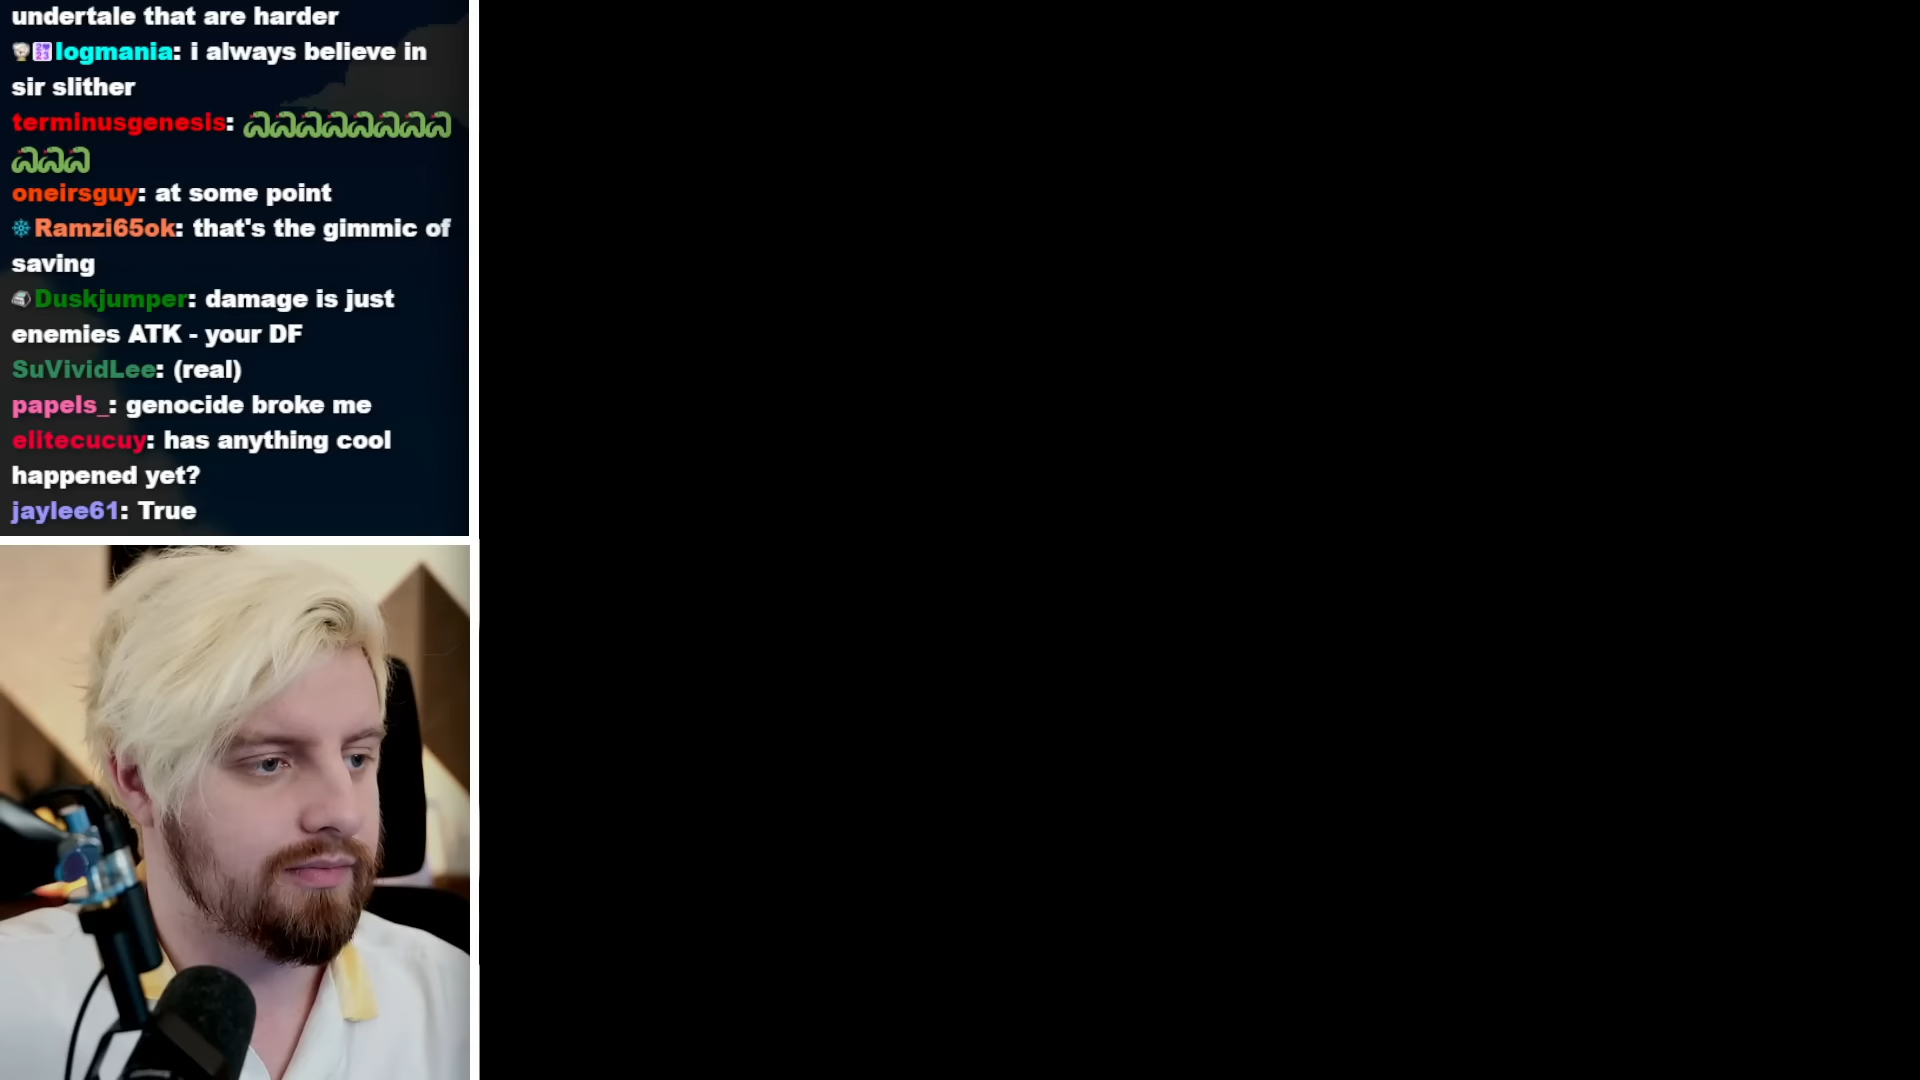 undertale that are harder
logmania: i always believe in
sir slither
terminusgenesis:
oneirsguy: at some point
Ramzi65ok: that's the gimmic of
saving
Duskjumper: damage is just
enemies ATK - your DF
SuVividLee: (real)
papels_: genocide broke me
elitecucuy: has anything cool
happened yet?
jaylee61: True